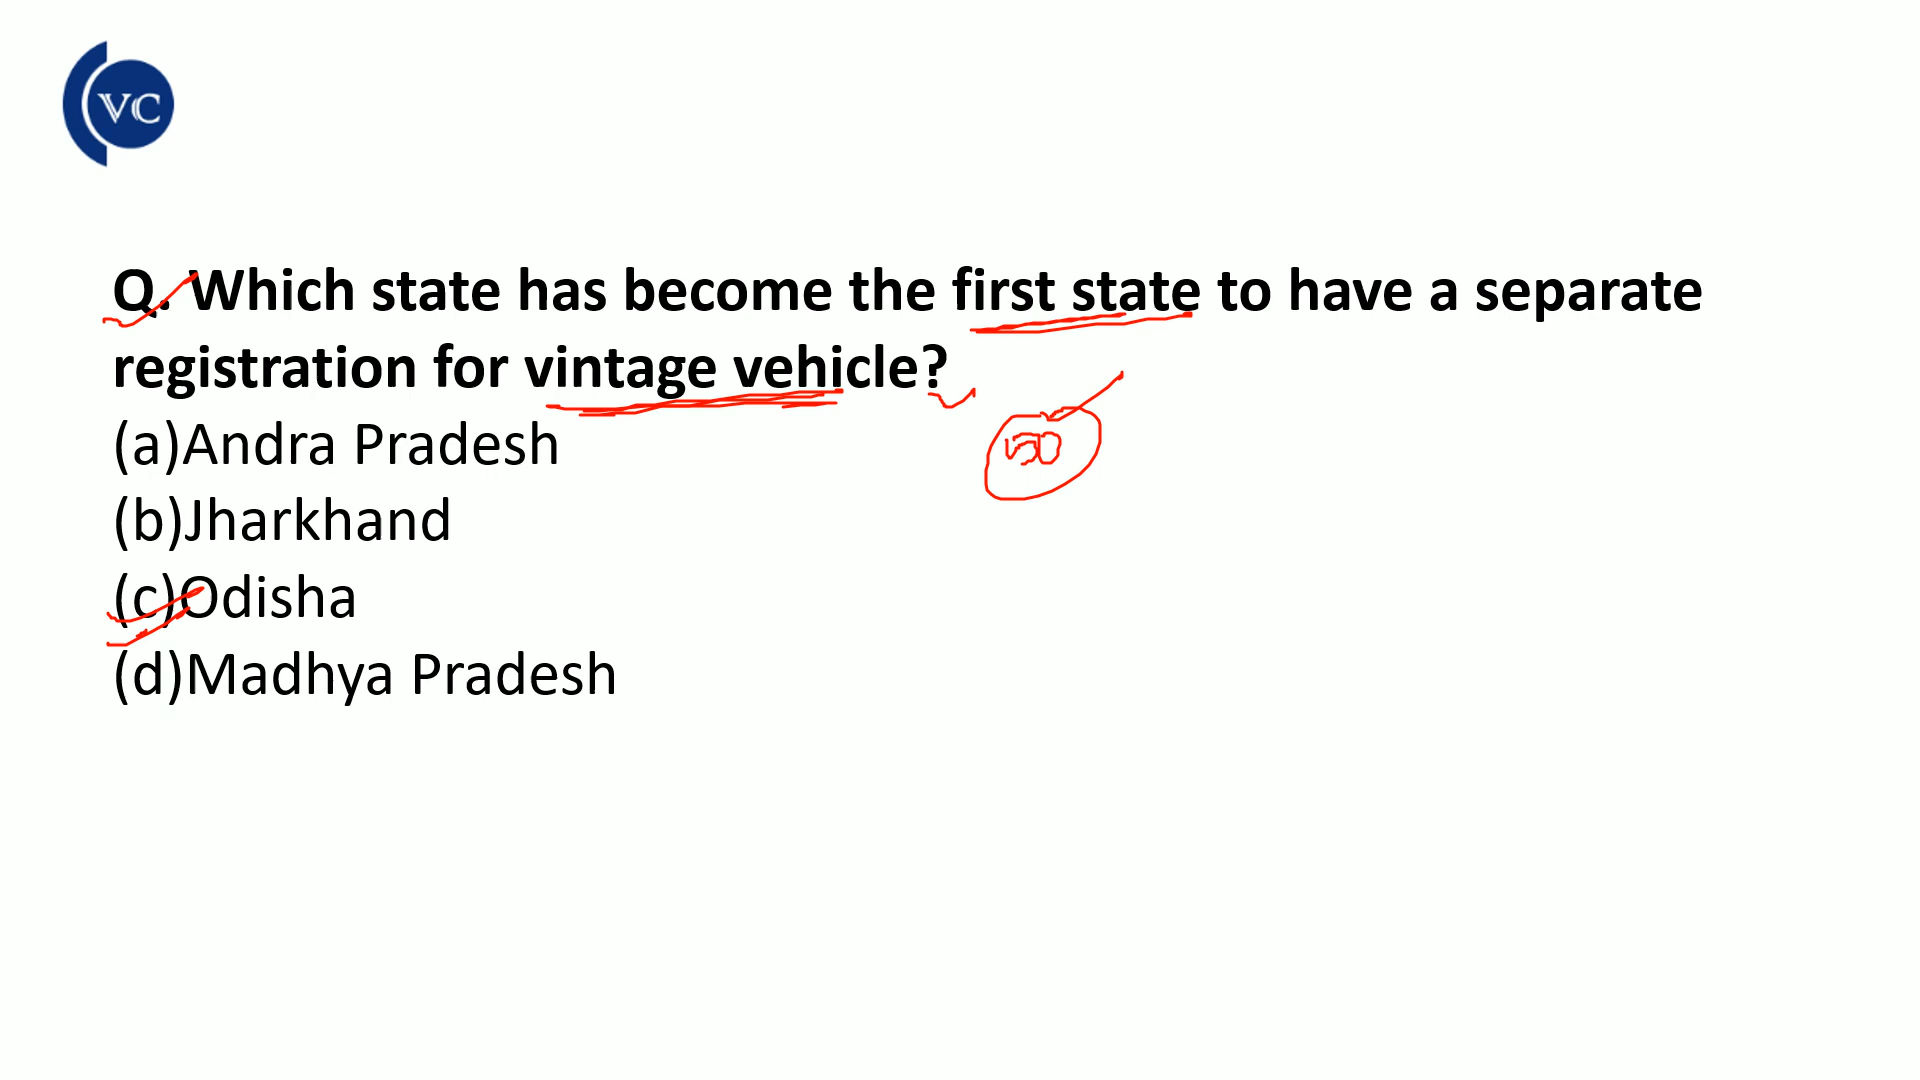 VC
Q. Which state has become the first state to have a separate
registration for vintage vehicle?
(a)Andra Pradesh
50
(b)Jharkhand
(c)Odisha
(d)Madhya Pradesh